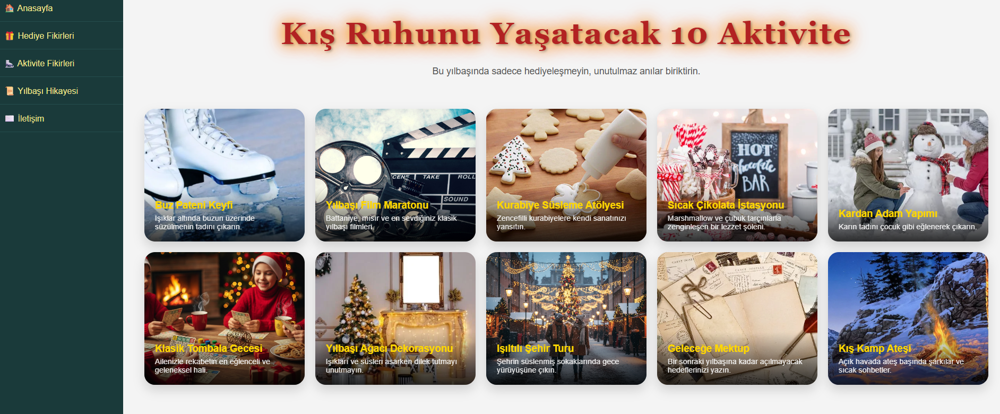 Anasayfa
Hediye Fikirleri
Aktivite Fikirleri
Yılbaşı Hikayesi
İletişim
Kış Ruhunu Yaşatacak 10 Aktivite
Bu yılbaşında sadece hediyeleşmeyin, unutulmaz anılar biriktirin.
Buz Pateni Keyfi
Işıklar altında buzun üzerinde
süzülmenin tadını çıkarın.
TAKE
ROLL
SOUND
Yılbaşı Film Maratonu
Battaniye, mısır ve en sevdiğiniz klasik
yılbaşı filmleri.
Kurabiye Süsleme Atölyesi
Zencefilli kurabiyelere kendi sanatınızı
yansıtın.
HOT
chocolate
BAR
Sıcak Çikolata İstasyonu
Marshmallow ve çubuk tarçınlarla
zenginleşen bir lezzet şöleni.
Kardan Adam Yapımı
Karın tadını çocuk gibi eğlenerek çıkarın.
Klasik Tombala Gecesi
Ailenizle rekabetin en eğlenceli ve
geleneksel hali.
Yılbaşı Ağacı Dekorasyonu
Işıkları ve süsleri asarken dilek tutmayı
unutmayın.
Işıltılı Şehir Turu
Şehrin süslenmiş sokaklarında gece
yürüyüşüne çıkın.
CARTE POSTALE
Geleceğe Mektup
Bir sonraki yılbaşına kadar açılmayacak
hedeflerinizi yazın.
Kış Kamp Ateşi
Açık havada ateş başında şarkılar ve
sıcak sohbetler.